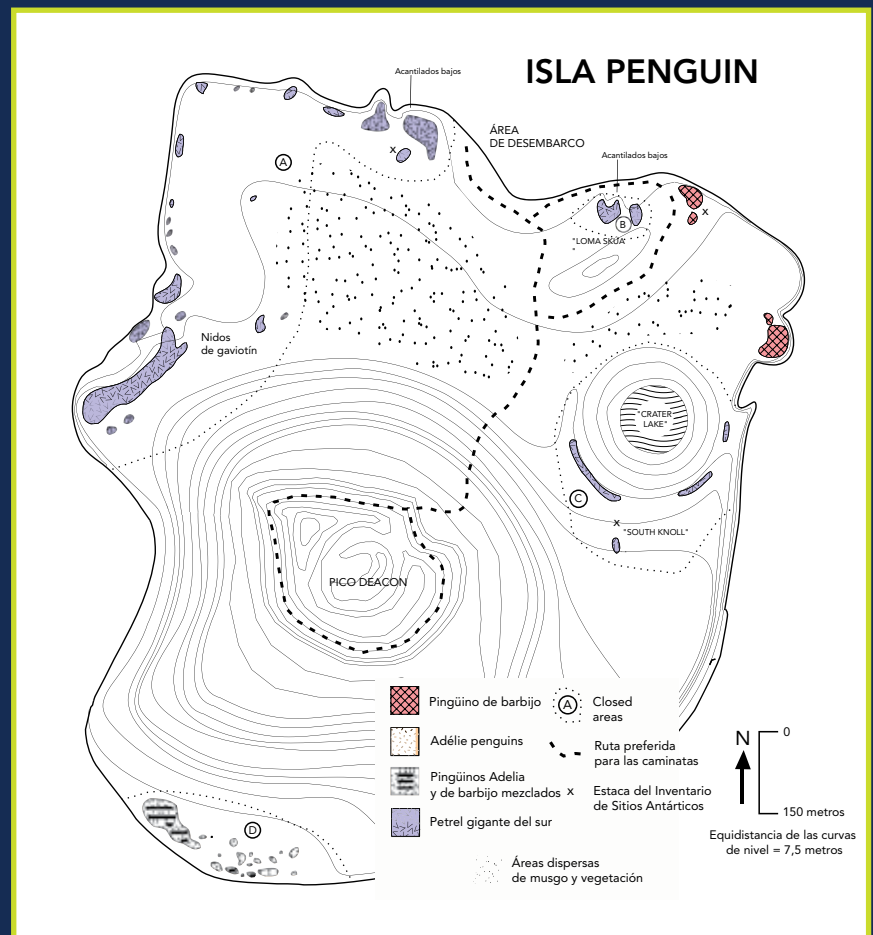 ISLA PENGUIN
Acantilados bajos
ÁREA
DE DESEMBARCO
Acantilados bajos
A
x
x
B
"LOMA SKUA"
Nidos
de gaviotín
"CRATER
LAKE"
C
x
"SOUTH KNOLL"
PICO DEACON
D
Pingüino de barbijo
Adélie penguins
Pingüinos Adelia
y de barbijo mezclados
Petrel gigante del sur
A
Closed
areas
Ruta preferida
para las caminatas
x
Estaca del Inventario
de Sitios Antárticos
Áreas dispersas
de musgo y vegetación
N
0
150 metros
Equidistancia de las curvas
de nivel = 7,5 metros